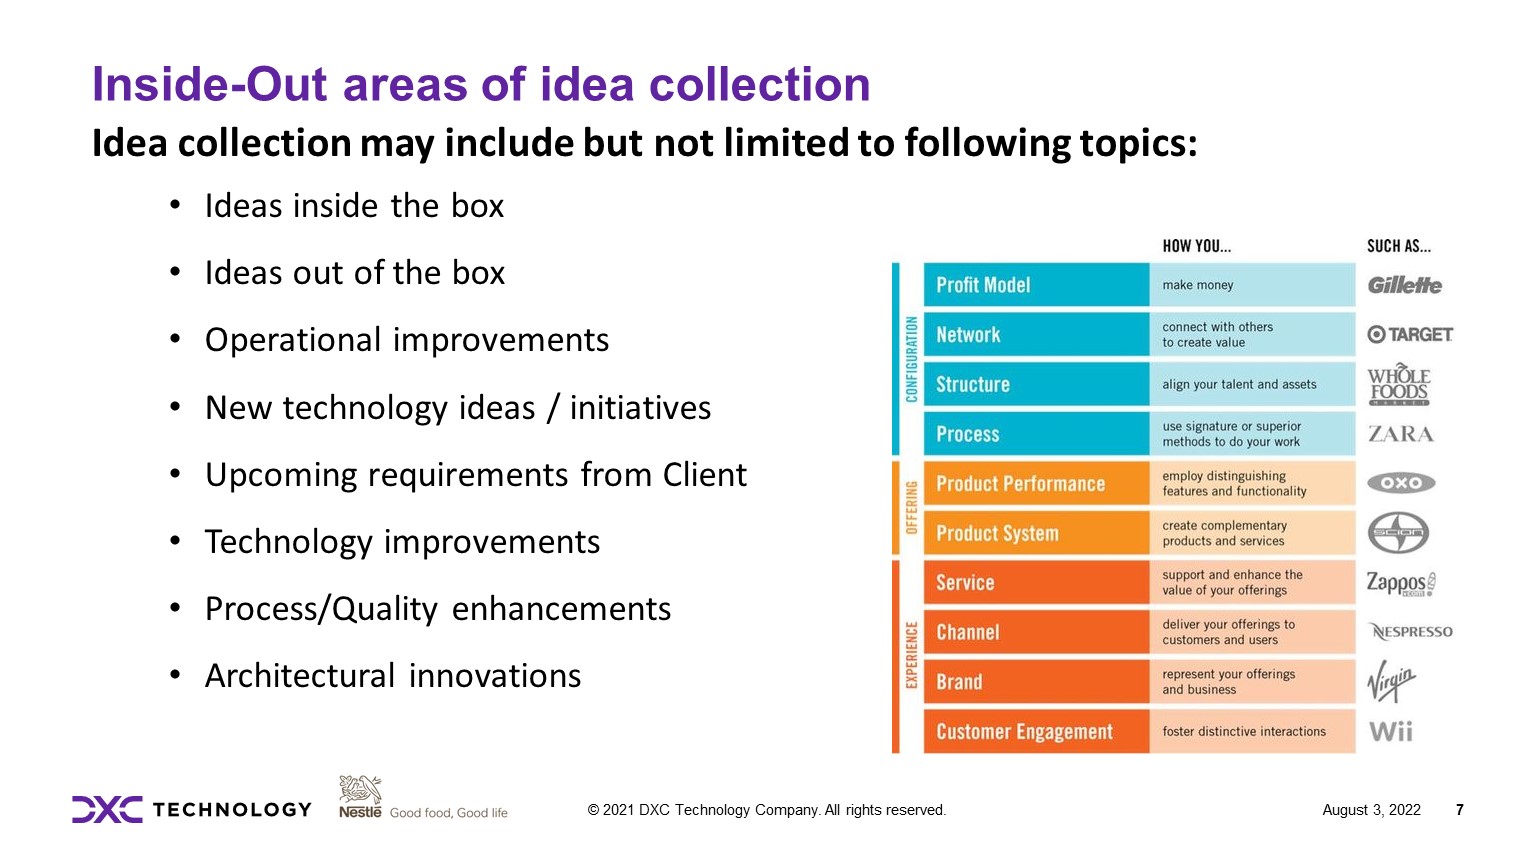 Inside-Out areas of idea collection
Idea collection may include but not limited to following topics:
• Ideas inside the box
• Ideas out of the box
• Operational improvements
• New technology ideas / initiatives
• Upcoming requirements from Client
• Technology improvements
• Process/Quality enhancements
• Architectural innovations
HOW YOU... SUCH AS...
CONFIGURATION
Profit Model make money Gillette
Network connect with others
to create value TARGET
Structure align your talent and assets WHOLE
FOODS
MARKET
Process use signature or superior
methods to do your work ZARA
OFFERING
Product Performance employ distinguishing
features and functionality OXO
Product System create complementary
products and services SCION
EXPERIENCE
Service support and enhance the
value of your offerings Zappos
.com
Channel deliver your offerings to
customers and users NESPRESSO
Brand represent your offerings
and business Virgin
Customer Engagement foster distinctive interactions Wii
DXC TECHNOLOGY Nestlé Good food, Good life © 2021 DXC Technology Company. All rights reserved. August 3, 2022 7